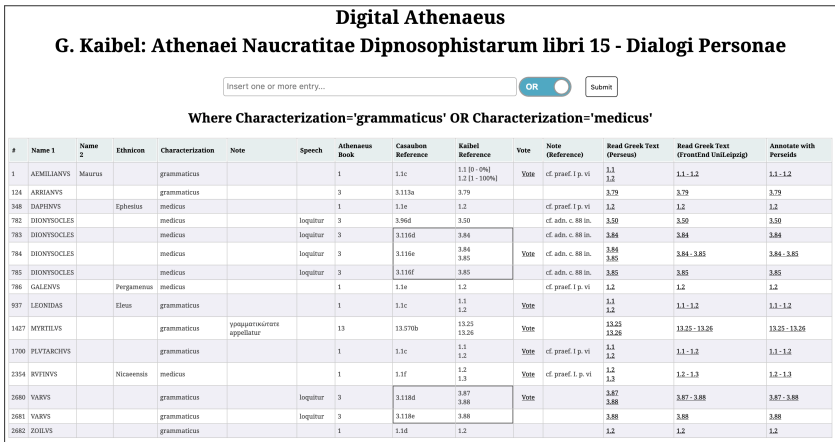 Digital Athenaeus
G. Kaibel: Athenaei Naucratitae Dipnosophistarum libri 15 - Dialogi Personae
Insert one or more entry... OR Submit
Where Characterization='grammaticus' OR Characterization='medicus'
# Name 1 Name 2 Ethnicon Characterization Note Speech Athenaeus Book Casaubon Reference Kaibel Reference Vote Note (Reference) Read Greek Text (Perseus) Read Greek Text (FrontEnd UniLeipzig) Annotate with Perseids
1 AEMILIANVS Maurus grammaticus 1 1.1c 1.1 [0 - 0%] 1.2 [1 - 100%] Vote cf. praef. I p. vi 1.1 1.2 1.1 - 1.2 1.1 - 1.2
124 ARRIANVS grammaticus 3 3.113a 3.79 3.79 3.79 3.79
348 DAPHNVS Ephesius medicus 1 1.1e 1.2 cf. praef. I p. vi 1.2 1.2 1.2
782 DIONYSOCLES medicus loquitur 3 3.96d 3.50 cf. adn. c. 88 in. 3.50 3.50 3.50
783 DIONYSOCLES medicus loquitur 3 3.116d 3.84 cf. adn. c. 88 in. 3.84 3.84 3.84
784 DIONYSOCLES medicus loquitur 3 3.116e 3.84 3.85 Vote cf. adn. c. 88 in. 3.84 3.85 3.84 - 3.85 3.84 - 3.85
785 DIONYSOCLES medicus loquitur 3 3.116f 3.85 cf. adn. c. 88 in. 3.85 3.85 3.85
786 GALENVS Pergamenus medicus 1 1.1e 1.2 cf. praef. I p. vi 1.2 1.2 1.2
937 LEONIDAS Eleus grammaticus 1 1.1c 1.1 1.2 Vote 1.1 1.2 1.1 - 1.2 1.1 - 1.2
1427 MYRTILVS grammaticus γραμματικώτατε appellatur 13 13.570b 13.25 13.26 Vote 13.25 13.26 13.25 - 13.26 13.25 - 13.26
1700 PLVTARCHVS grammaticus 1 1.1c 1.1 1.2 Vote cf. praef. I p. vi 1.1 1.2 1.1 - 1.2 1.1 - 1.2
2354 RVFINVS Nicaeensis medicus 1 1.1f 1.2 1.3 Vote cf. praef. I p. vi 1.2 1.3 1.2 - 1.3 1.2 - 1.3
2680 VARVS grammaticus loquitur 3 3.118d 3.87 3.88 Vote 3.87 3.88 3.87 - 3.88 3.87 - 3.88
2681 VARVS grammaticus loquitur 3 3.118e 3.88 3.88 3.88 3.88
2682 ZOILVS grammaticus 1 1.1d 1.2 1.2 1.2 1.2